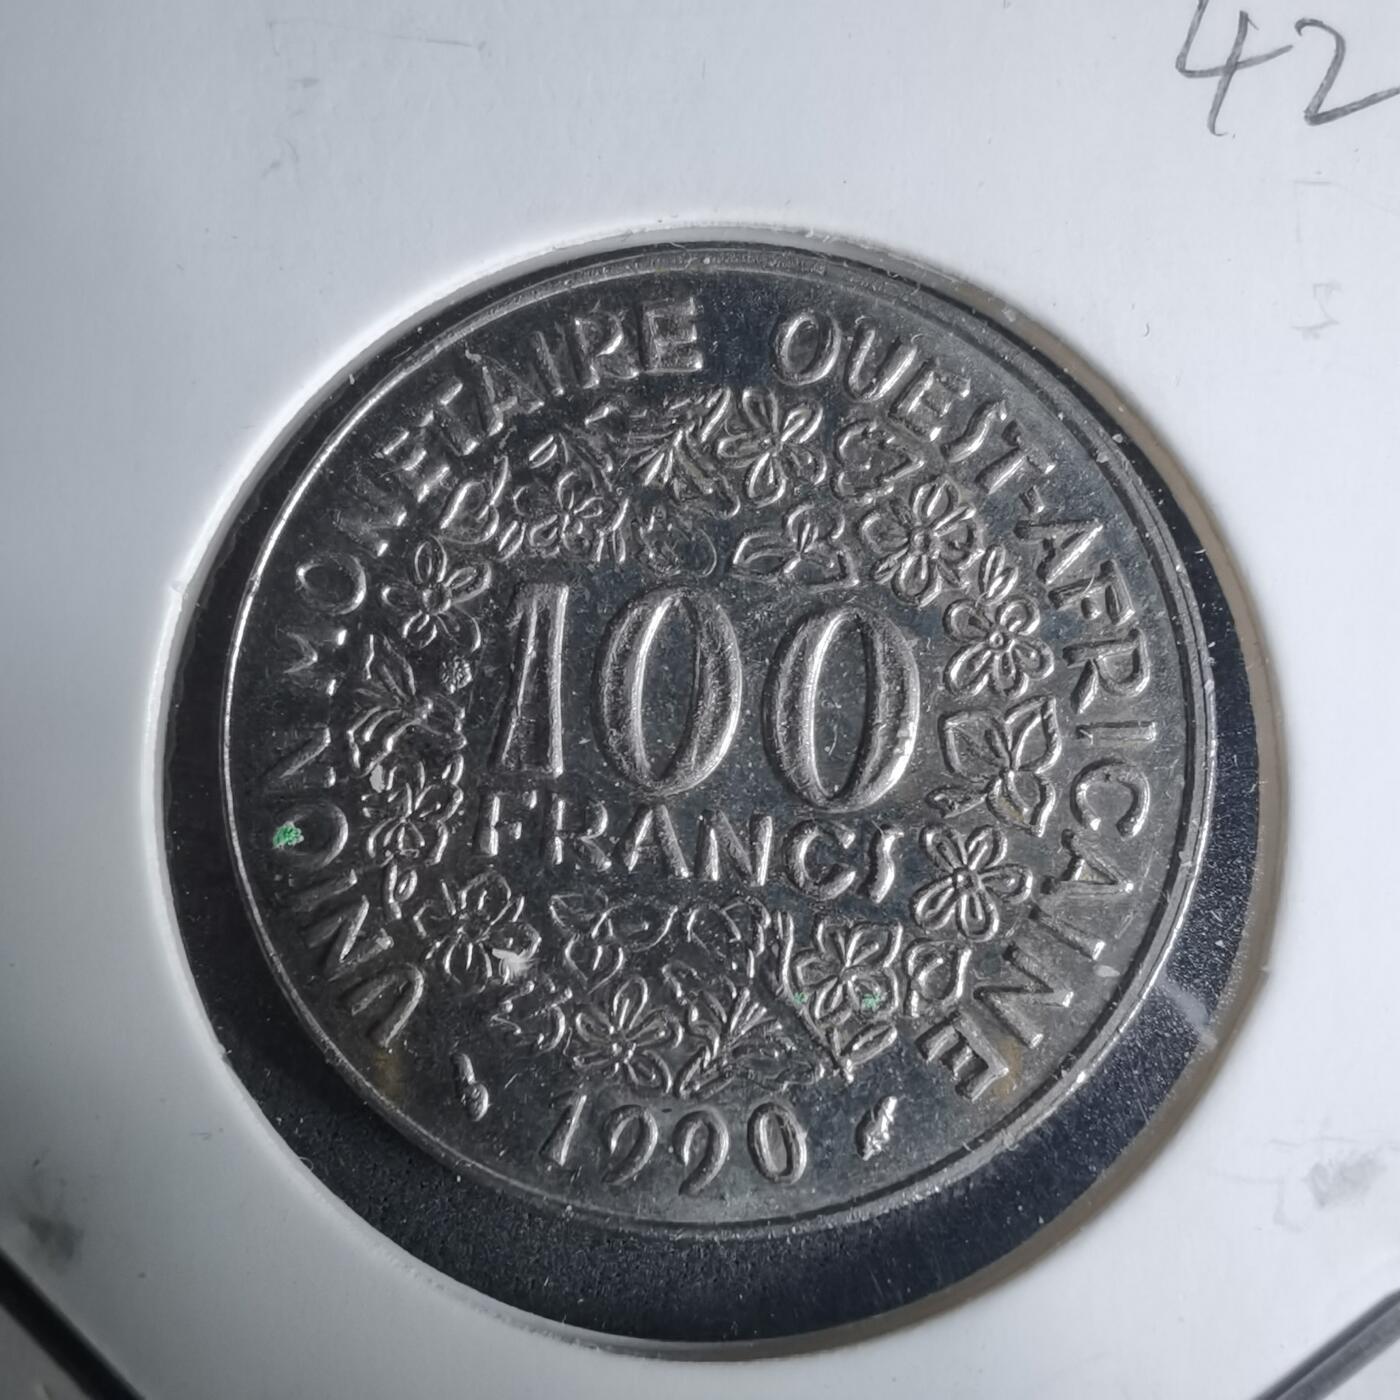 42
UNION MONETAIRE OUEST-AFRICAINE
100
FRANCS
1990